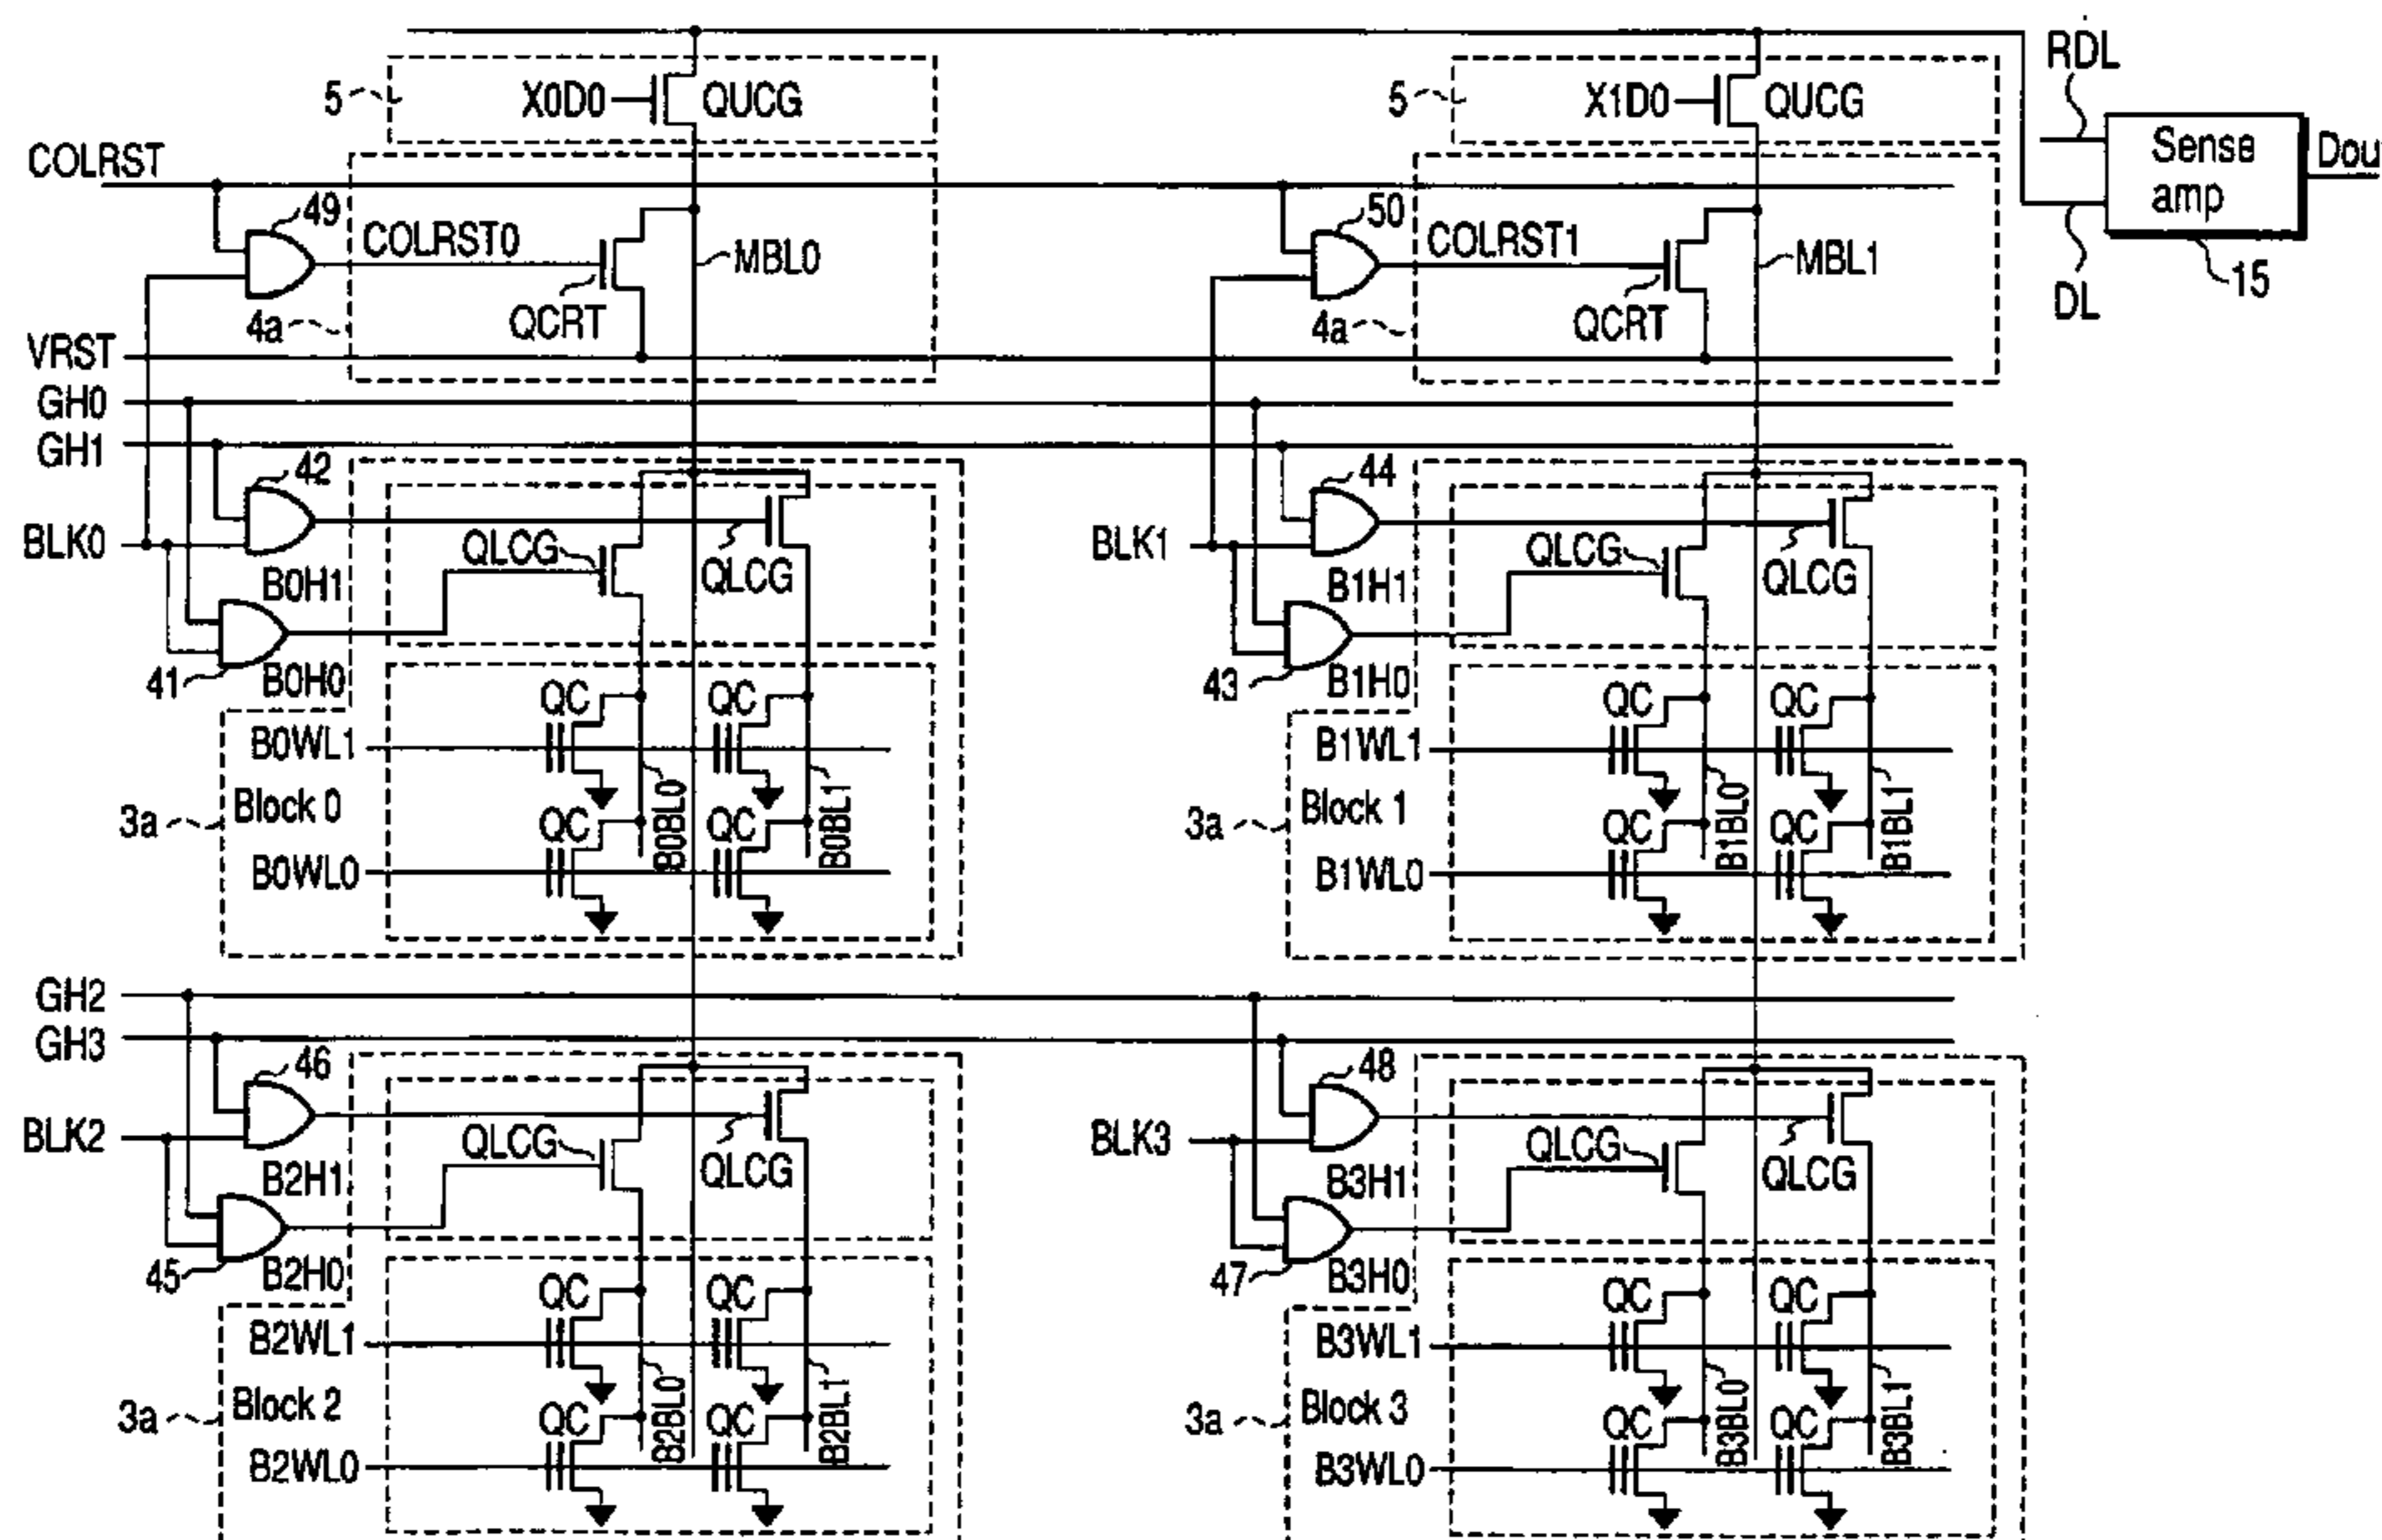 RDL
5 X0D0 QUCG 5 X1D0 QUCG
COLRST Sense amp Dou
49 COLRST0 MBL0 50 COLRST1 MBL1
QCRT QCRT DL 15
4a 4a
VRST
GH0
GH1
42 44
BLK0 QLCG QLCG BLK1 QLCG QLCG
B0H1 B1H1
41 B0H0 43 B1H0
QC QC QC QC
B0WL1 B1WL1
3a Block 0 B0BL0 B0BL1 3a Block 1 B1BL0 B1BL1
QC QC QC QC
B0WL0 B1WL0
GH2
GH3
46 48
BLK2 QLCG QLCG BLK3 QLCG QLCG
B2H1 B3H1
45 B2H0 47 B3H0
QC QC QC QC
B2WL1 B3WL1
3a Block 2 B2BL0 B2BL1 3a Block 3 B3BL0 B3BL1
QC QC QC QC
B2WL0 B3WL0